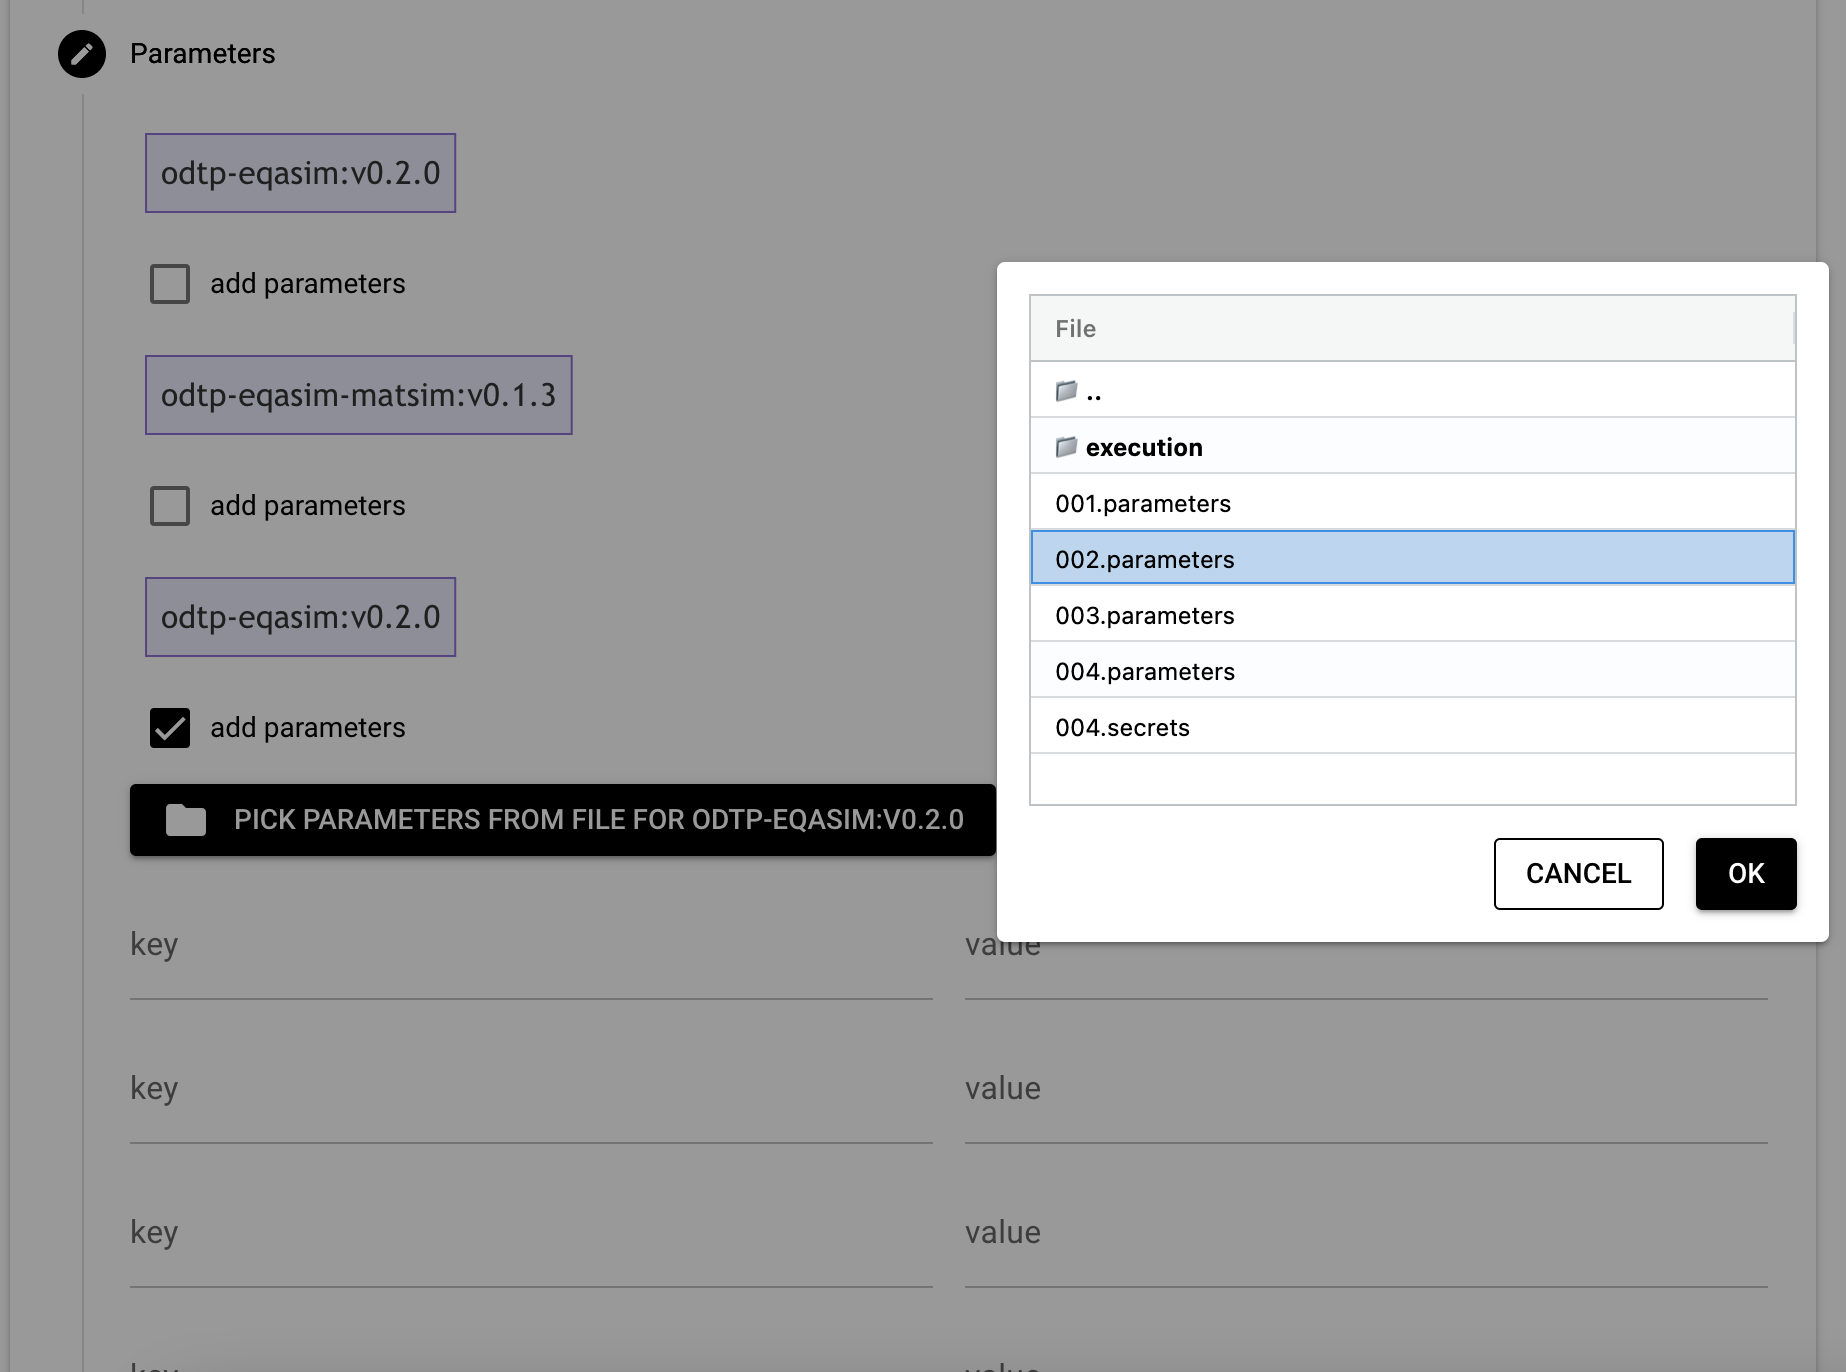 Parameters
odtp-eqasim:v0.2.0
add parameters
odtp-eqasim-matsim:v0.1.3
add parameters
odtp-eqasim:v0.2.0
add parameters
PICK PARAMETERS FROM FILE FOR ODTP-EQASIM:V0.2.0
File
..
execution
001.parameters
002.parameters
003.parameters
004.parameters
004.secrets
CANCEL OK
key value
key value
key value
key value